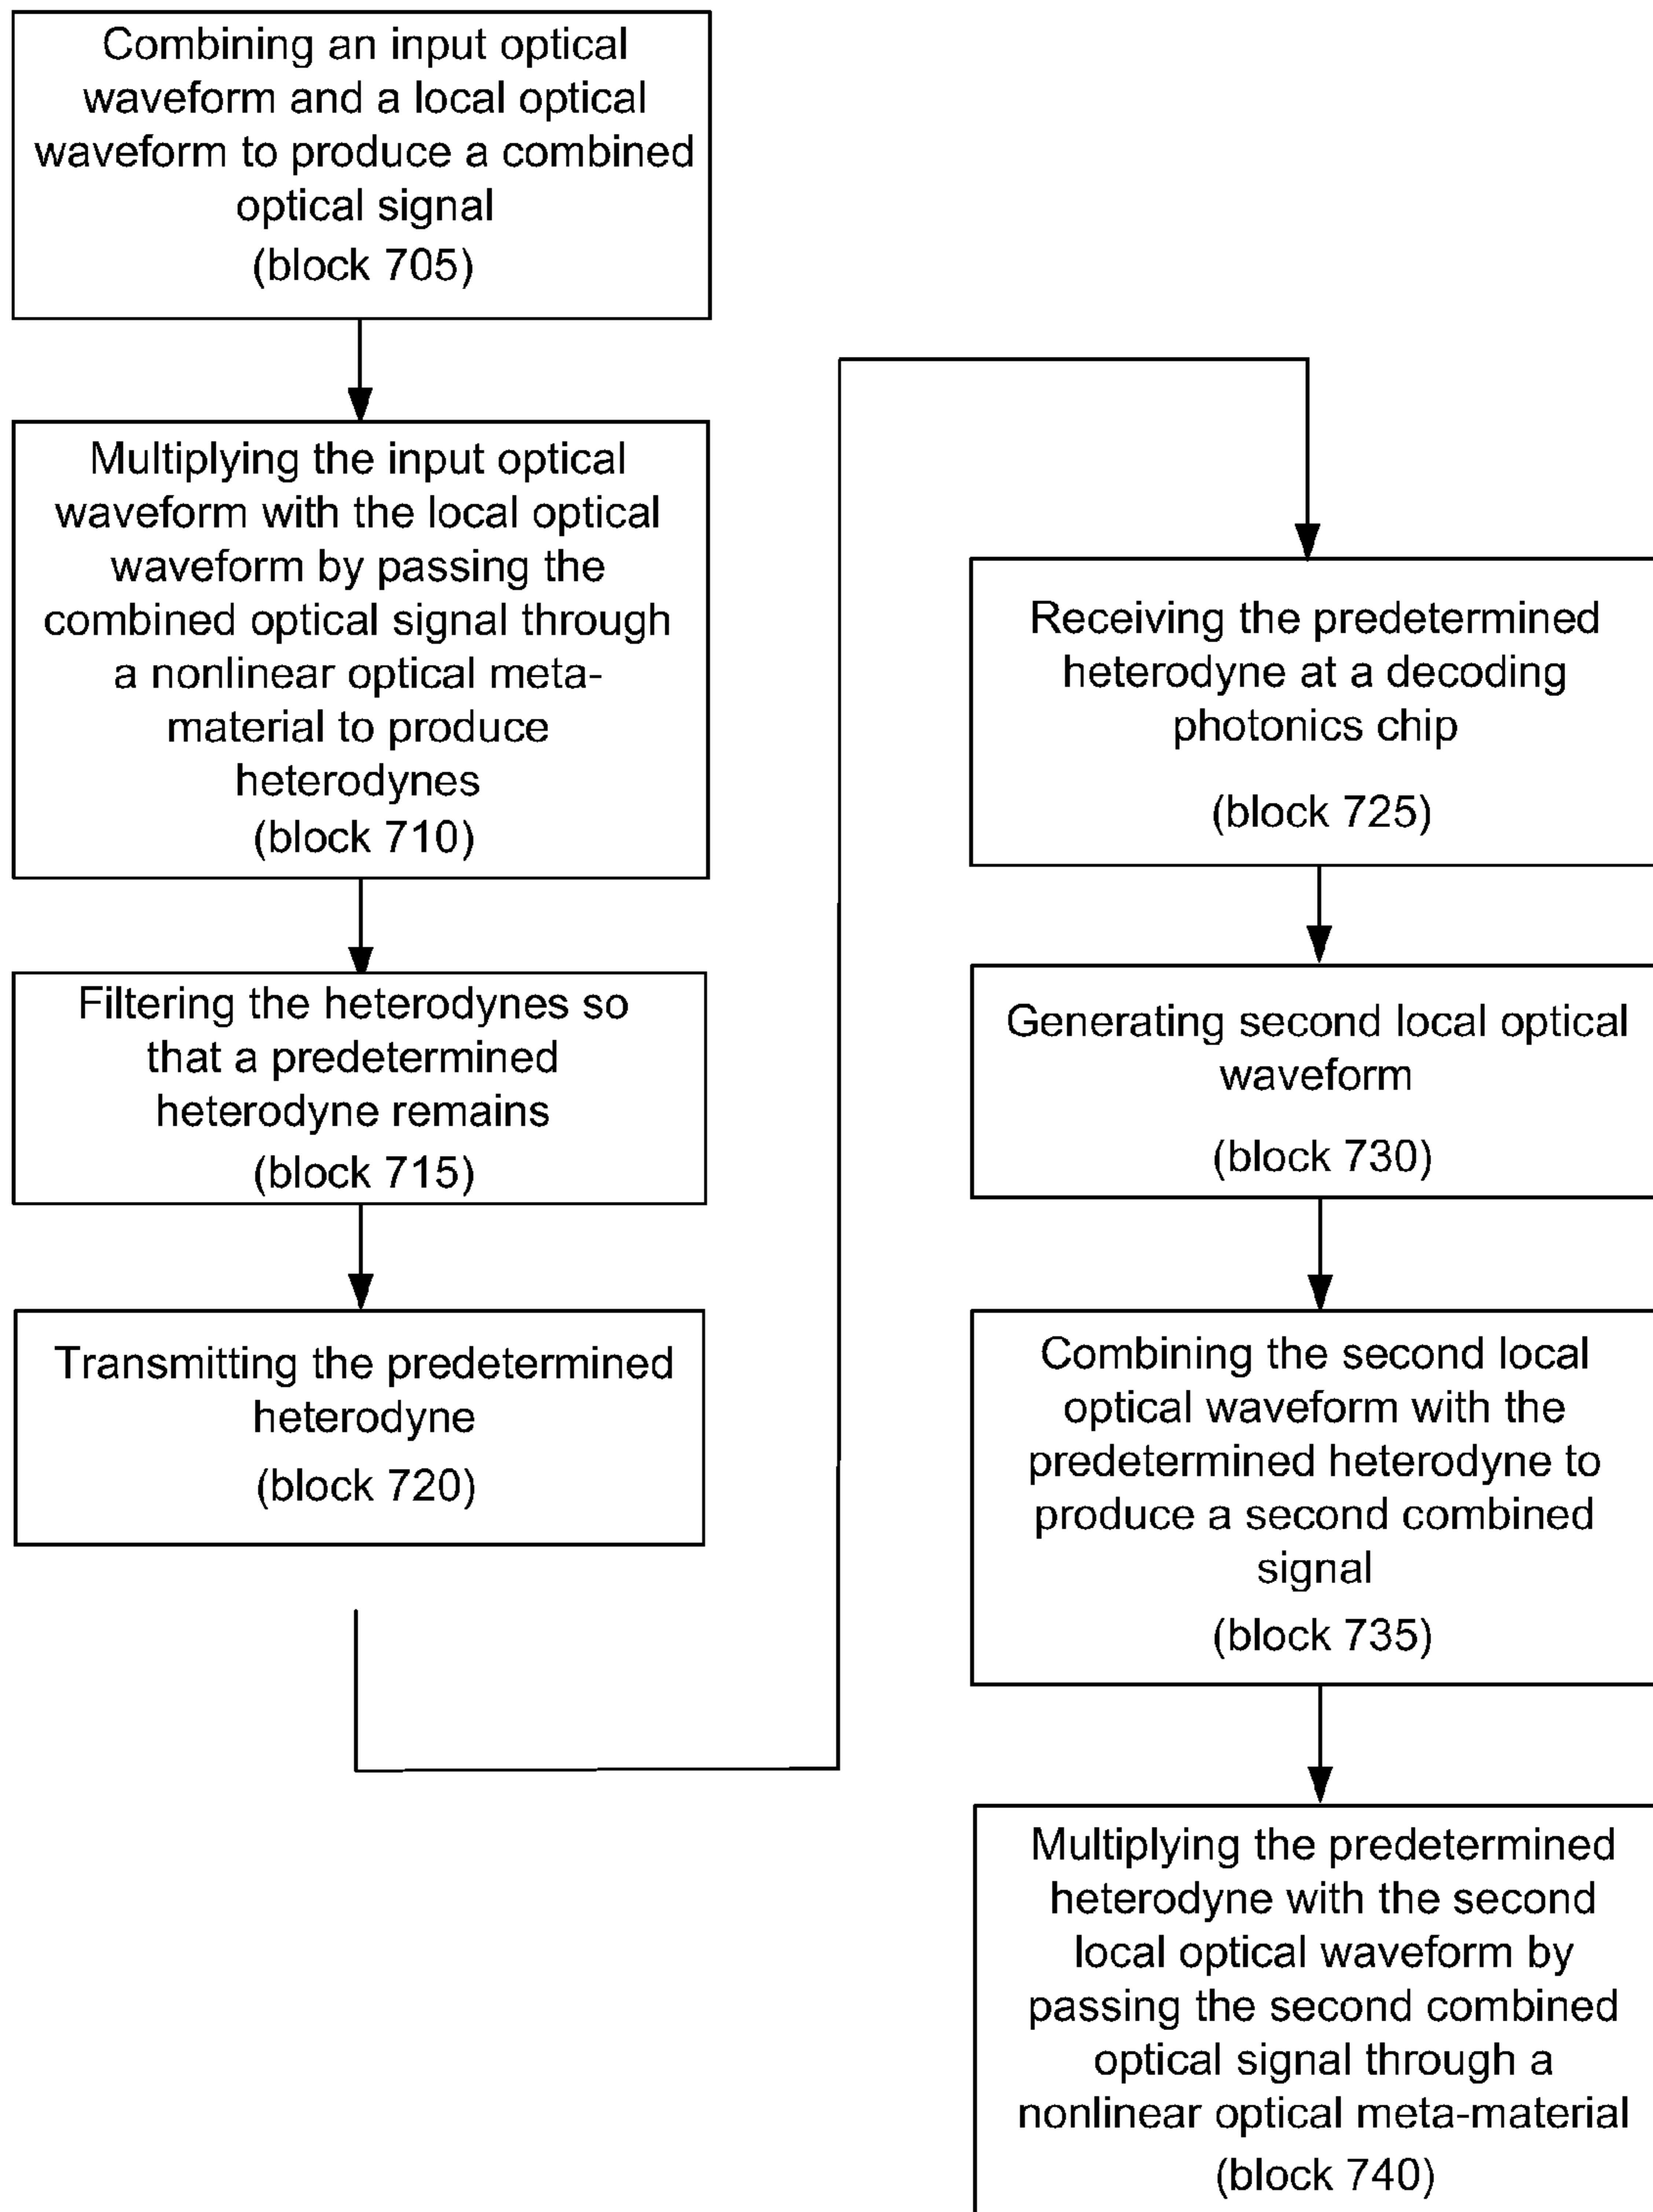 Combining an input optical
waveform and a local optical
waveform to produce a combined
optical signal
(block 705)
Multiplying the input optical
waveform with the local optical
waveform by passing the
combined optical signal through
a nonlinear optical meta-
material to produce
heterodynes
(block 710)
Filtering the heterodynes so
that a predetermined
heterodyne remains
(block 715)
Transmitting the predetermined
heterodyne
(block 720)
Receiving the predetermined
heterodyne at a decoding
photonics chip
(block 725)
Generating second local optical
waveform
(block 730)
Combining the second local
optical waveform with the
predetermined heterodyne to
produce a second combined
signal
(block 735)
Multiplying the predetermined
heterodyne with the second
local optical waveform by
passing the second combined
optical signal through a
nonlinear optical meta-material
(block 740)